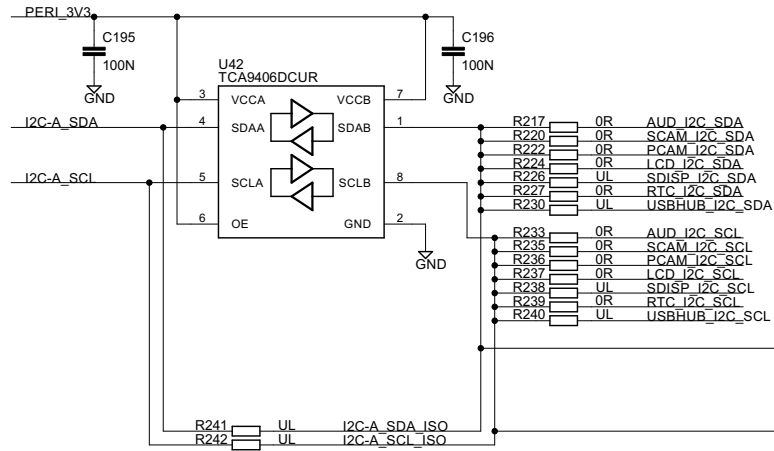 PERI_3V3
C195
100N
GND
C196
100N
GND
U42
TCA9406DCUR
3 VCCA VCCB 7
I2C-A_SDA 4 SDAA SDAB 1
I2C-A_SCL 5 SCLA SCLB 8
6 OE GND 2
GND
R217 0R AUD_I2C_SDA
R220 0R SCAM_I2C_SDA
R222 0R PCAM_I2C_SDA
R224 0R LCD_I2C_SDA
R226 UL SDISP_I2C_SDA
R227 0R RTC_I2C_SDA
R230 UL USBHUB_I2C_SDA
R233 0R AUD_I2C_SCL
R235 0R SCAM_I2C_SCL
R236 0R PCAM_I2C_SCL
R237 0R LCD_I2C_SCL
R238 UL SDISP_I2C_SCL
R239 0R RTC_I2C_SCL
R240 UL USBHUB_I2C_SCL
R241 UL I2C-A_SDA_ISO
R242 UL I2C-A_SCL_ISO